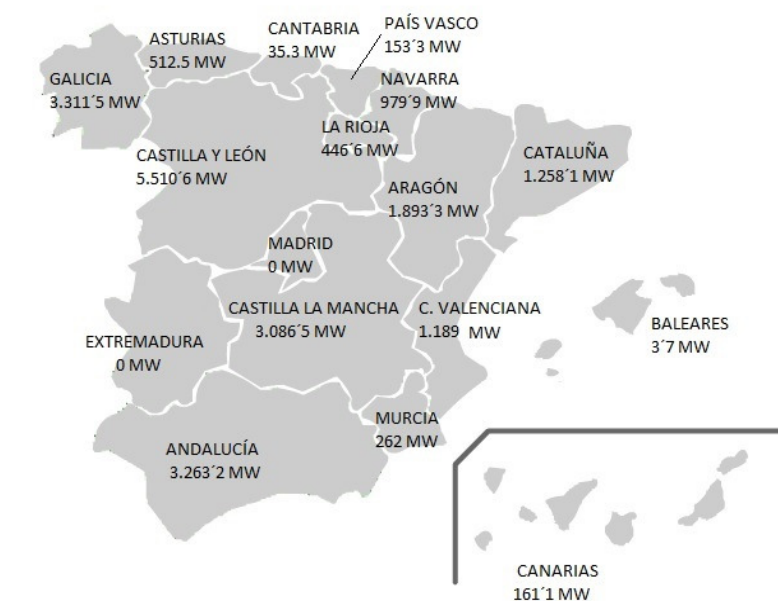 PAÍS VASCO
153´3 MW
CANTABRIA
35.3 MW
ASTURIAS
512.5 MW
GALICIA
3.311´5 MW
NAVARRA
979´9 MW
LA RIOJA
446´6 MW
CASTILLA Y LEÓN
5.510´6 MW
CATALUÑA
1.258´1 MW
ARAGÓN
1.893´3 MW
MADRID
0 MW
CASTILLA LA MANCHA
3.086´5 MW
C. VALENCIANA
1.189 MW
BALEARES
3´7 MW
EXTREMADURA
0 MW
MURCIA
262 MW
ANDALUCÍA
3.263´2 MW
CANARIAS
161´1 MW